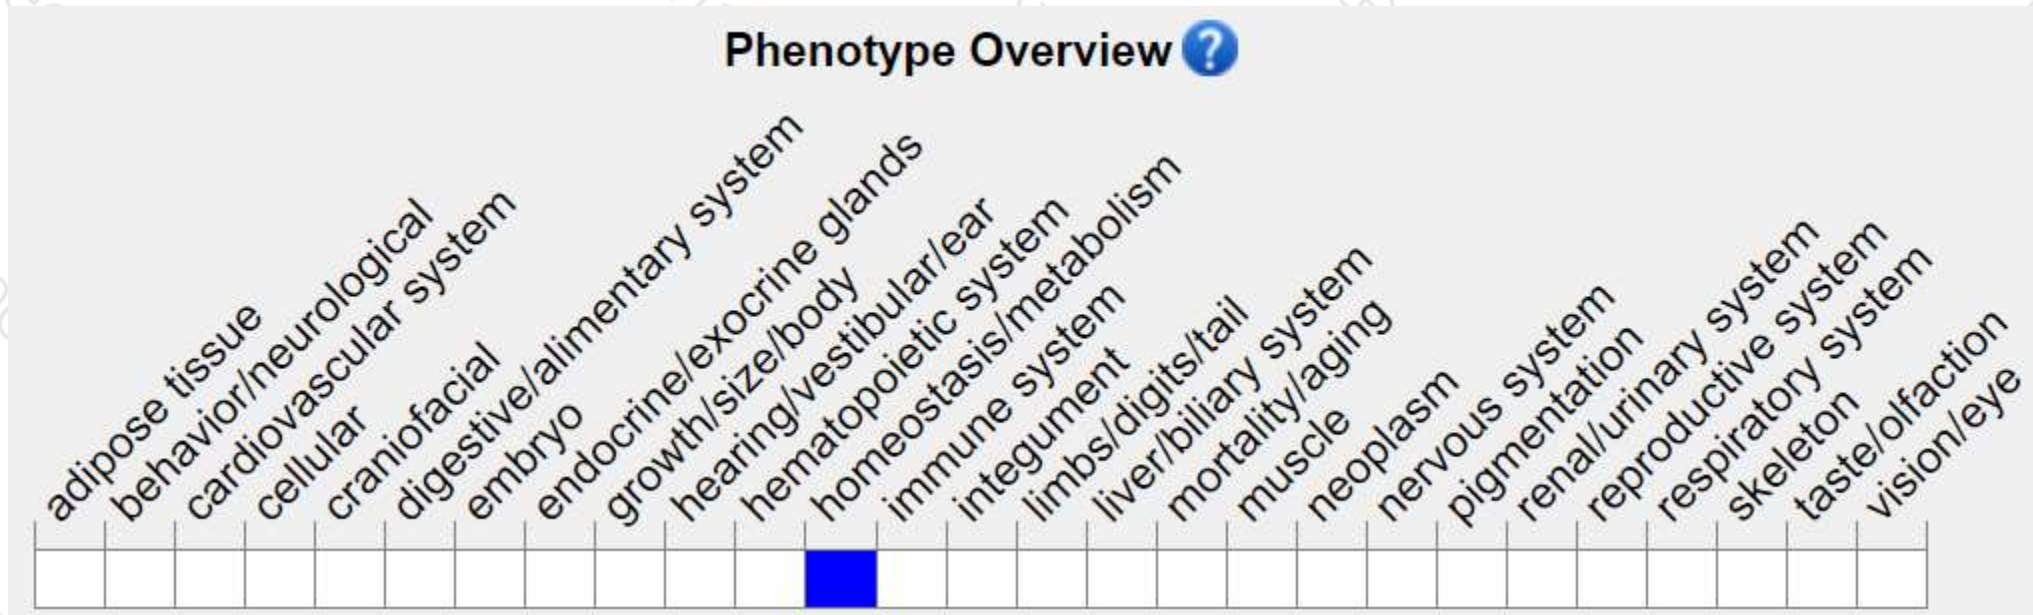 Phenotype Overview ?
adipose tissue
behavior/neurological
cardiovascular system
cellular
craniofacial
digestive/alimentary system
embryo
endocrine/exocrine glands
growth/size/body
hearing/vestibular/ear
hematopoietic system
homeostasis/metabolism
immune system
integument
limbs/digits/tail
liver/biliary system
mortality/aging
muscle
neoplasm
nervous system
pigmentation
renal/urinary system
reproductive system
respiratory system
skeleton
taste/olfaction
vision/eye